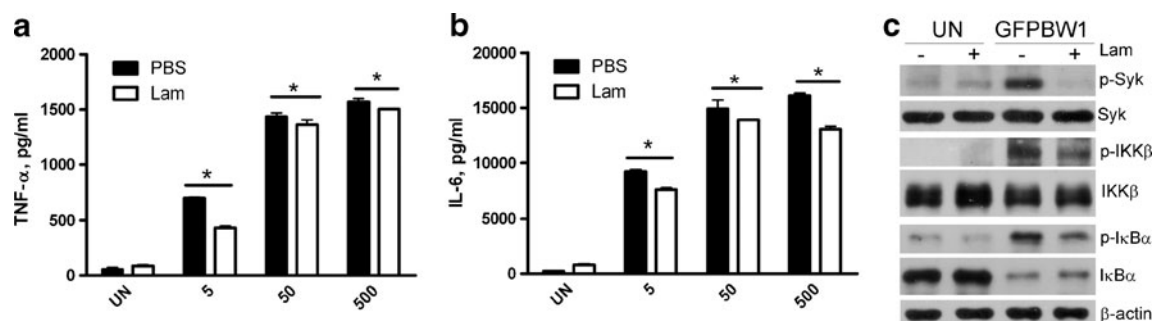 a
TNF-α, pg/ml
2000
1500
1000
500
0
PBS
Lam
*
*
*
UN
5
50
500
b
IL-6, pg/ml
20000
15000
10000
5000
0
PBS
Lam
*
*
*
UN
5
50
500
c
UN GFPBW1
- + - + Lam
p-Syk
Syk
p-IKKβ
IKKβ
p-IκBα
IκBα
β-actin